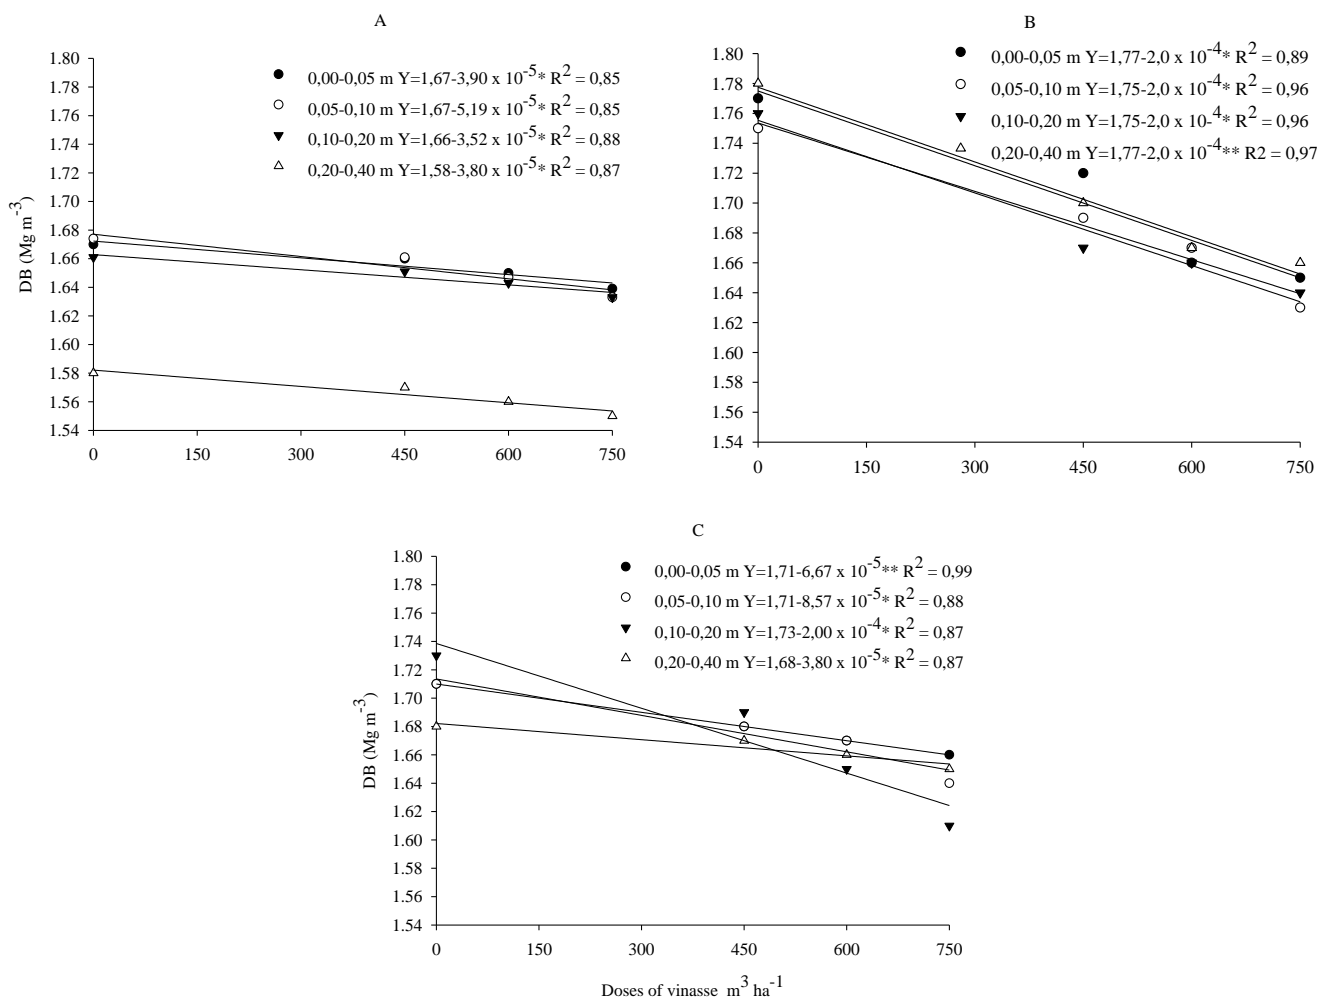 A
1.80
1.78
1.76
1.74
1.72
1.70
1.68
1.66
1.64
1.62
1.60
1.58
1.56
1.54
DB (Mg m⁻³)
0,00-0,05 m Y=1,67-3,90 x 10⁻⁵* R² = 0,85
0,05-0,10 m Y=1,67-5,19 x 10⁻⁵* R² = 0,85
0,10-0,20 m Y=1,66-3,52 x 10⁻⁵* R² = 0,88
0,20-0,40 m Y=1,58-3,80 x 10⁻⁵* R² = 0,87
0 150 300 450 600 750
B
1.80
1.78
1.76
1.74
1.72
1.70
1.68
1.66
1.64
1.62
1.60
1.58
1.56
1.54
0,00-0,05 m Y=1,77-2,0 x 10⁻⁴* R² = 0,89
0,05-0,10 m Y=1,75-2,0 x 10⁻⁴* R² = 0,96
0,10-0,20 m Y=1,75-2,0 x 10-⁴* R² = 0,96
0,20-0,40 m Y=1,77-2,0 x 10⁻⁴** R2 = 0,97
0 150 300 450 600 750
C
1.80
1.78
1.76
1.74
1.72
1.70
1.68
1.66
1.64
1.62
1.60
1.58
1.56
1.54
DB (Mg m⁻³)
0,00-0,05 m Y=1,71-6,67 x 10⁻⁵** R² = 0,99
0,05-0,10 m Y=1,71-8,57 x 10⁻⁵* R² = 0,88
0,10-0,20 m Y=1,73-2,00 x 10⁻⁴* R² = 0,87
0,20-0,40 m Y=1,68-3,80 x 10⁻⁵* R² = 0,87
0 150 300 450 600 750
Doses of vinasse m³ ha⁻¹